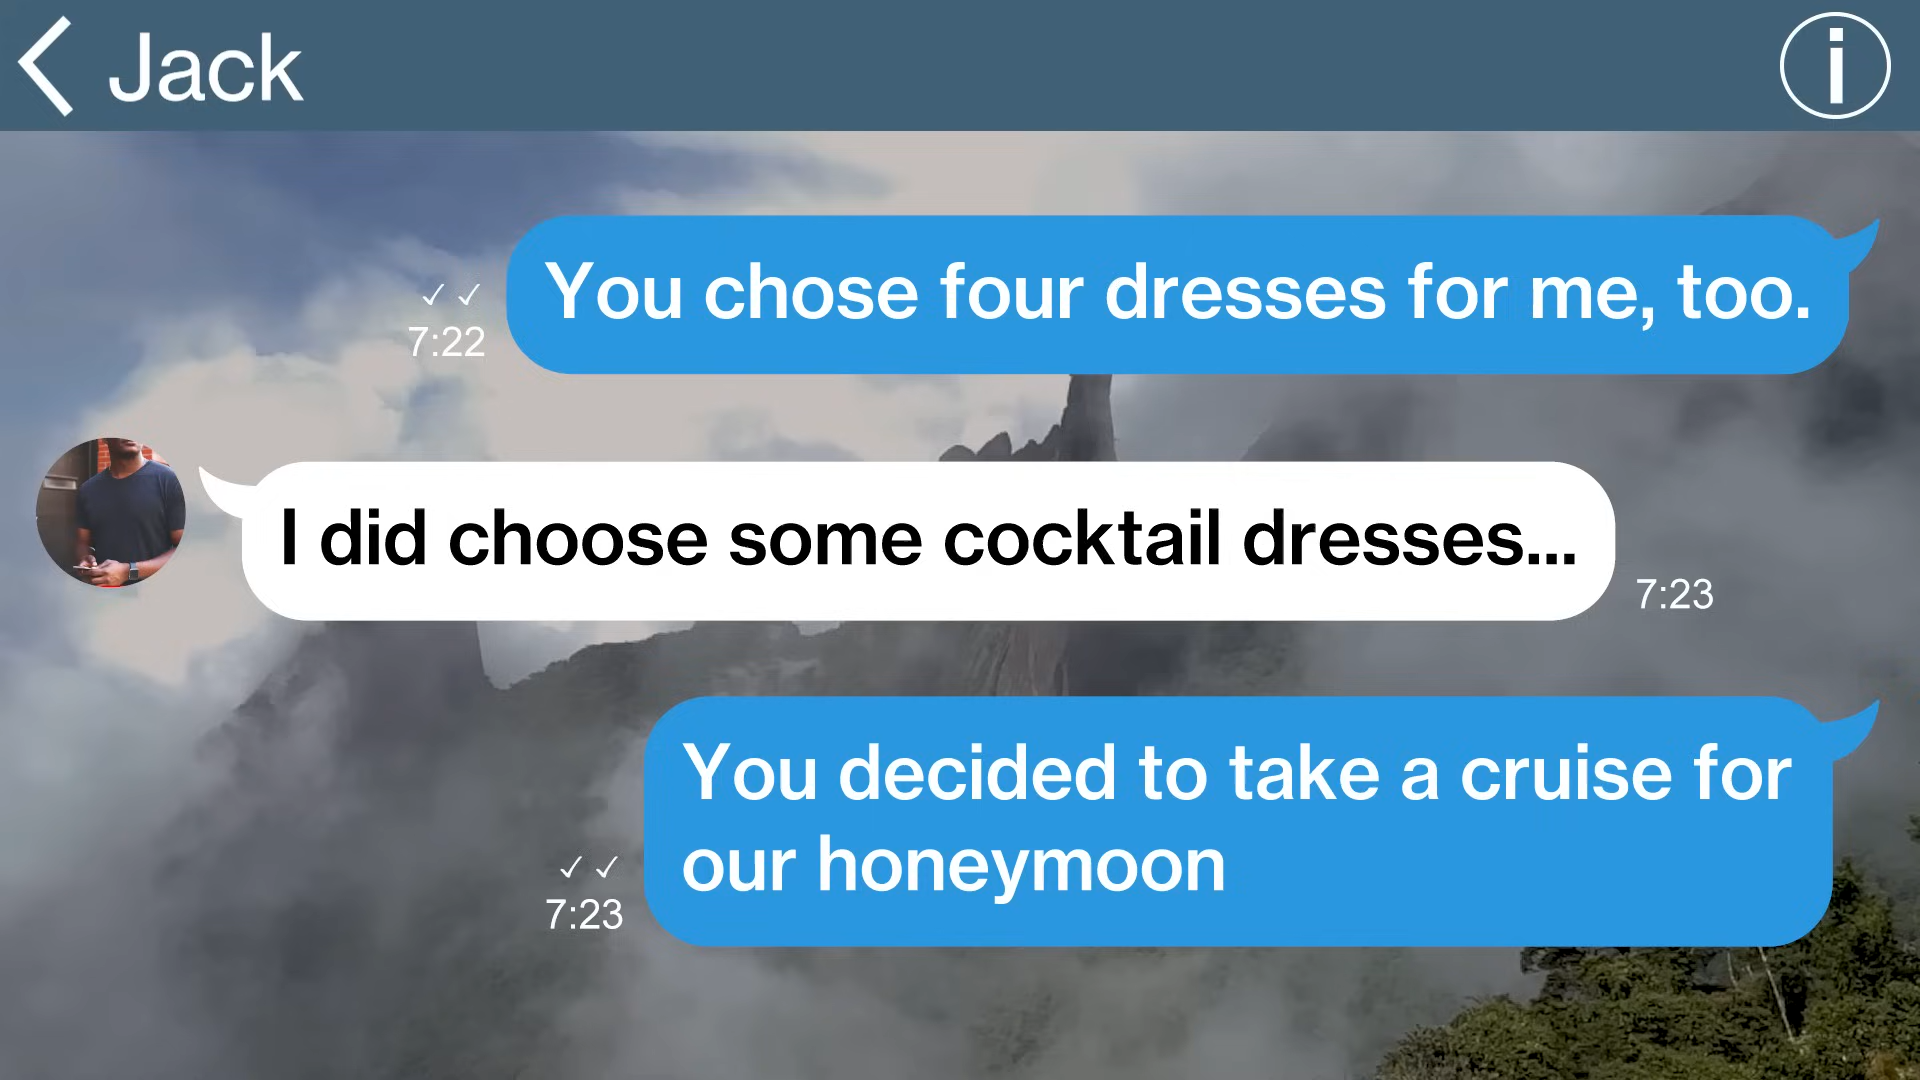 Jack
You chose four dresses for me, too.
✓ ✓
7:22
I did choose some cocktail dresses...
7:23
You decided to take a cruise for
our honeymoon
✓ ✓
7:23